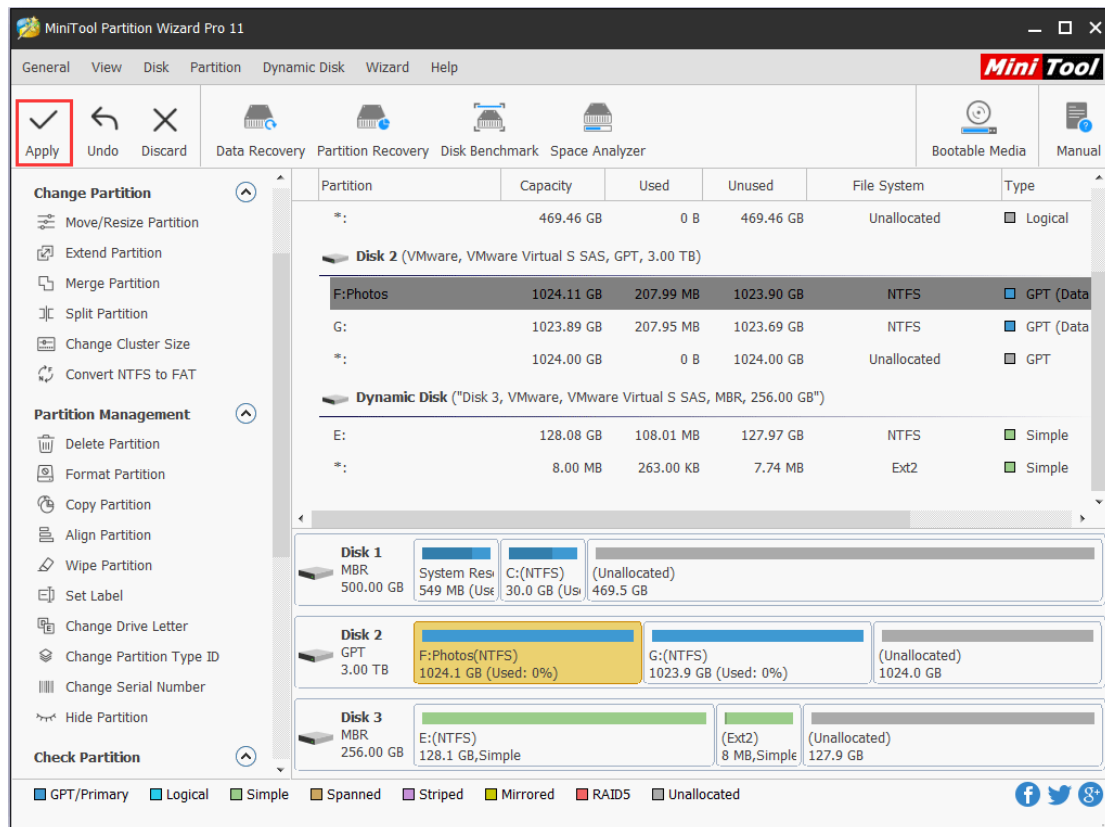 MiniTool Partition Wizard Pro 11
General View Disk Partition Dynamic Disk Wizard Help
Mini Tool
Apply Undo Discard Data Recovery Partition Recovery Disk Benchmark Space Analyzer Bootable Media Manual
Change Partition
Move/Resize Partition
Extend Partition
Merge Partition
Split Partition
Change Cluster Size
Convert NTFS to FAT
Partition Management
Delete Partition
Format Partition
Copy Partition
Align Partition
Wipe Partition
Set Label
Change Drive Letter
Change Partition Type ID
Change Serial Number
Hide Partition
Check Partition
Partition Capacity Used Unused File System Type
*: 469.46 GB 0 B 469.46 GB Unallocated Logical
Disk 2 (VMware, VMware Virtual S SAS, GPT, 3.00 TB)
F:Photos 1024.11 GB 207.99 MB 1023.90 GB NTFS GPT (Data
G: 1023.89 GB 207.95 MB 1023.69 GB NTFS GPT (Data
*: 1024.00 GB 0 B 1024.00 GB Unallocated GPT
Dynamic Disk ("Disk 3, VMware, VMware Virtual S SAS, MBR, 256.00 GB")
E: 128.08 GB 108.01 MB 127.97 GB NTFS Simple
*: 8.00 MB 263.00 KB 7.74 MB Ext2 Simple
Disk 1
MBR
500.00 GB
System Res
549 MB (Use
C:(NTFS)
30.0 GB (Us
(Unallocated)
469.5 GB
Disk 2
GPT
3.00 TB
F:Photos(NTFS)
1024.1 GB (Used: 0%)
G:(NTFS)
1023.9 GB (Used: 0%)
(Unallocated)
1024.0 GB
Disk 3
MBR
256.00 GB
E:(NTFS)
128.1 GB,Simple
(Ext2)
8 MB,Simple
(Unallocated)
127.9 GB
GPT/Primary Logical Simple Spanned Striped Mirrored RAID5 Unallocated